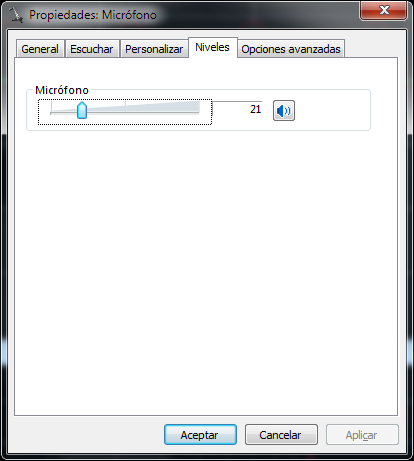 Propiedades: Micrófono
General Escuchar Personalizar Niveles Opciones avanzadas
Micrófono
21
Aceptar Cancelar Aplicar